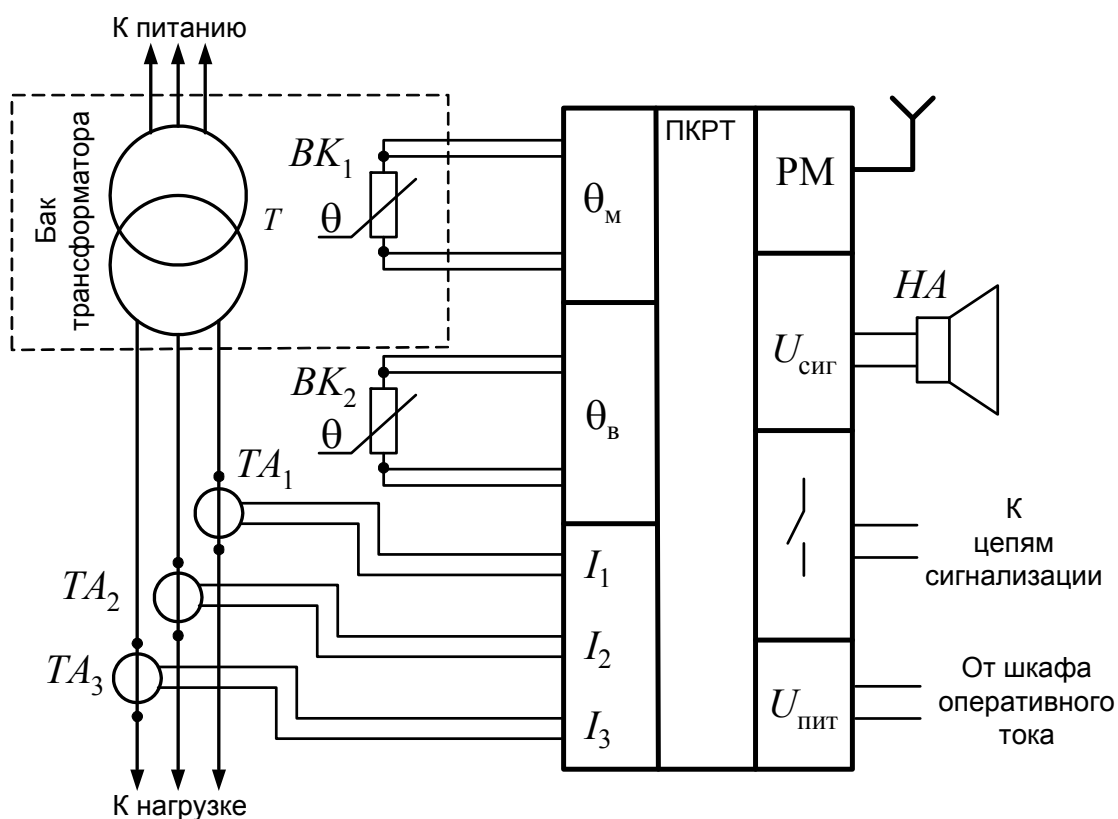 К питанию
Бак
трансформатора
T
BK1
θ
BK2
θ
TA1
TA2
TA3
К нагрузке
θм
θв
I1
I2
I3
ПКРТ
РМ
Uсиг
Uпит
HA
К
цепям
сигнализации
От шкафа
оперативного
тока